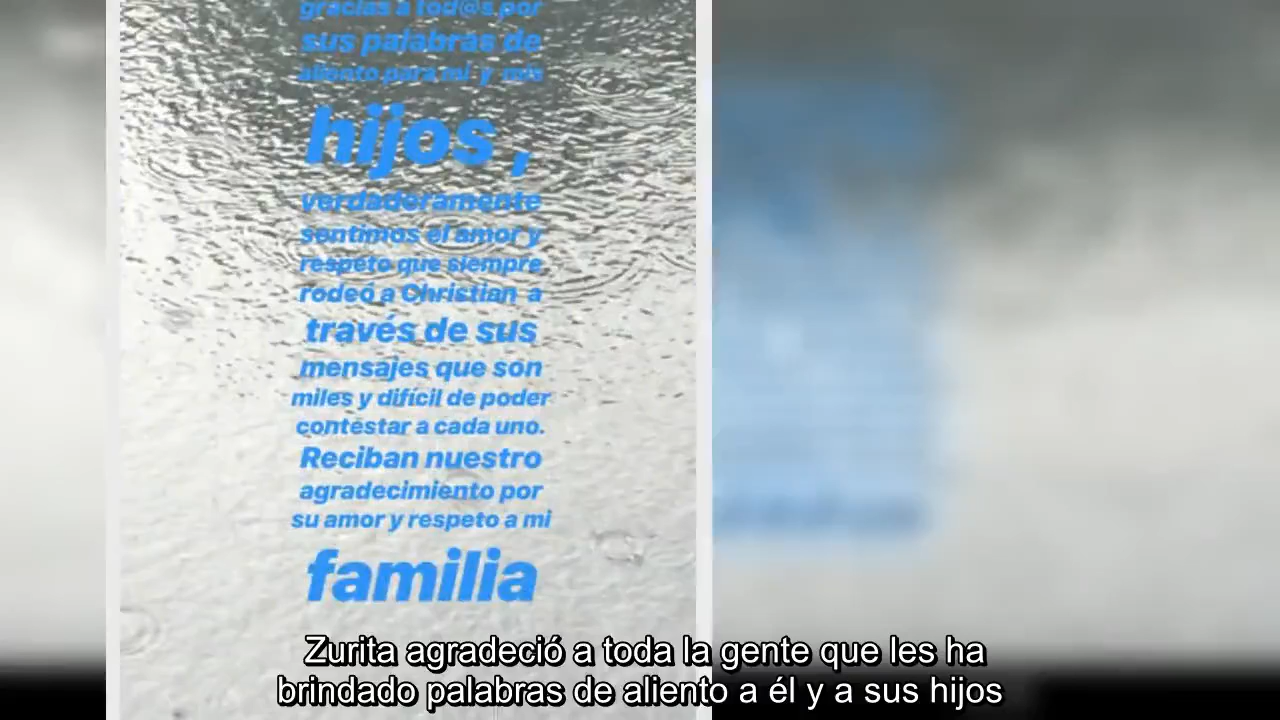 gracias a tod@s por
sus palabras de
aliento para mi y mis
hijos ,
verdaderamente
sentimos el amor y
respeto que siempre
rodeó a Christian a
través de sus
mensajes que son
miles y difícil de poder
contestar a cada uno.
Reciban nuestro
agradecimiento por
su amor y respeto a mi
familia
Zurita agradeció a toda la gente que les ha
brindado palabras de aliento a él y a sus hijos